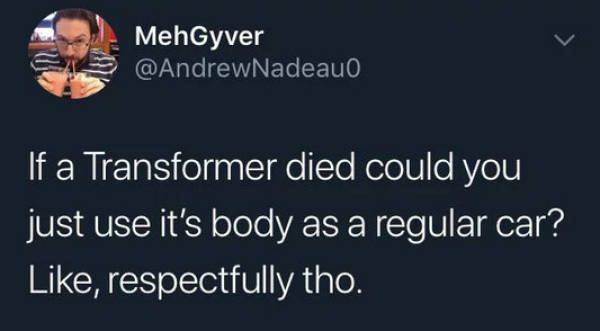 MehGyver
@AndrewNadeau0
If a Transformer died could you
just use it's body as a regular car?
Like, respectfully tho.